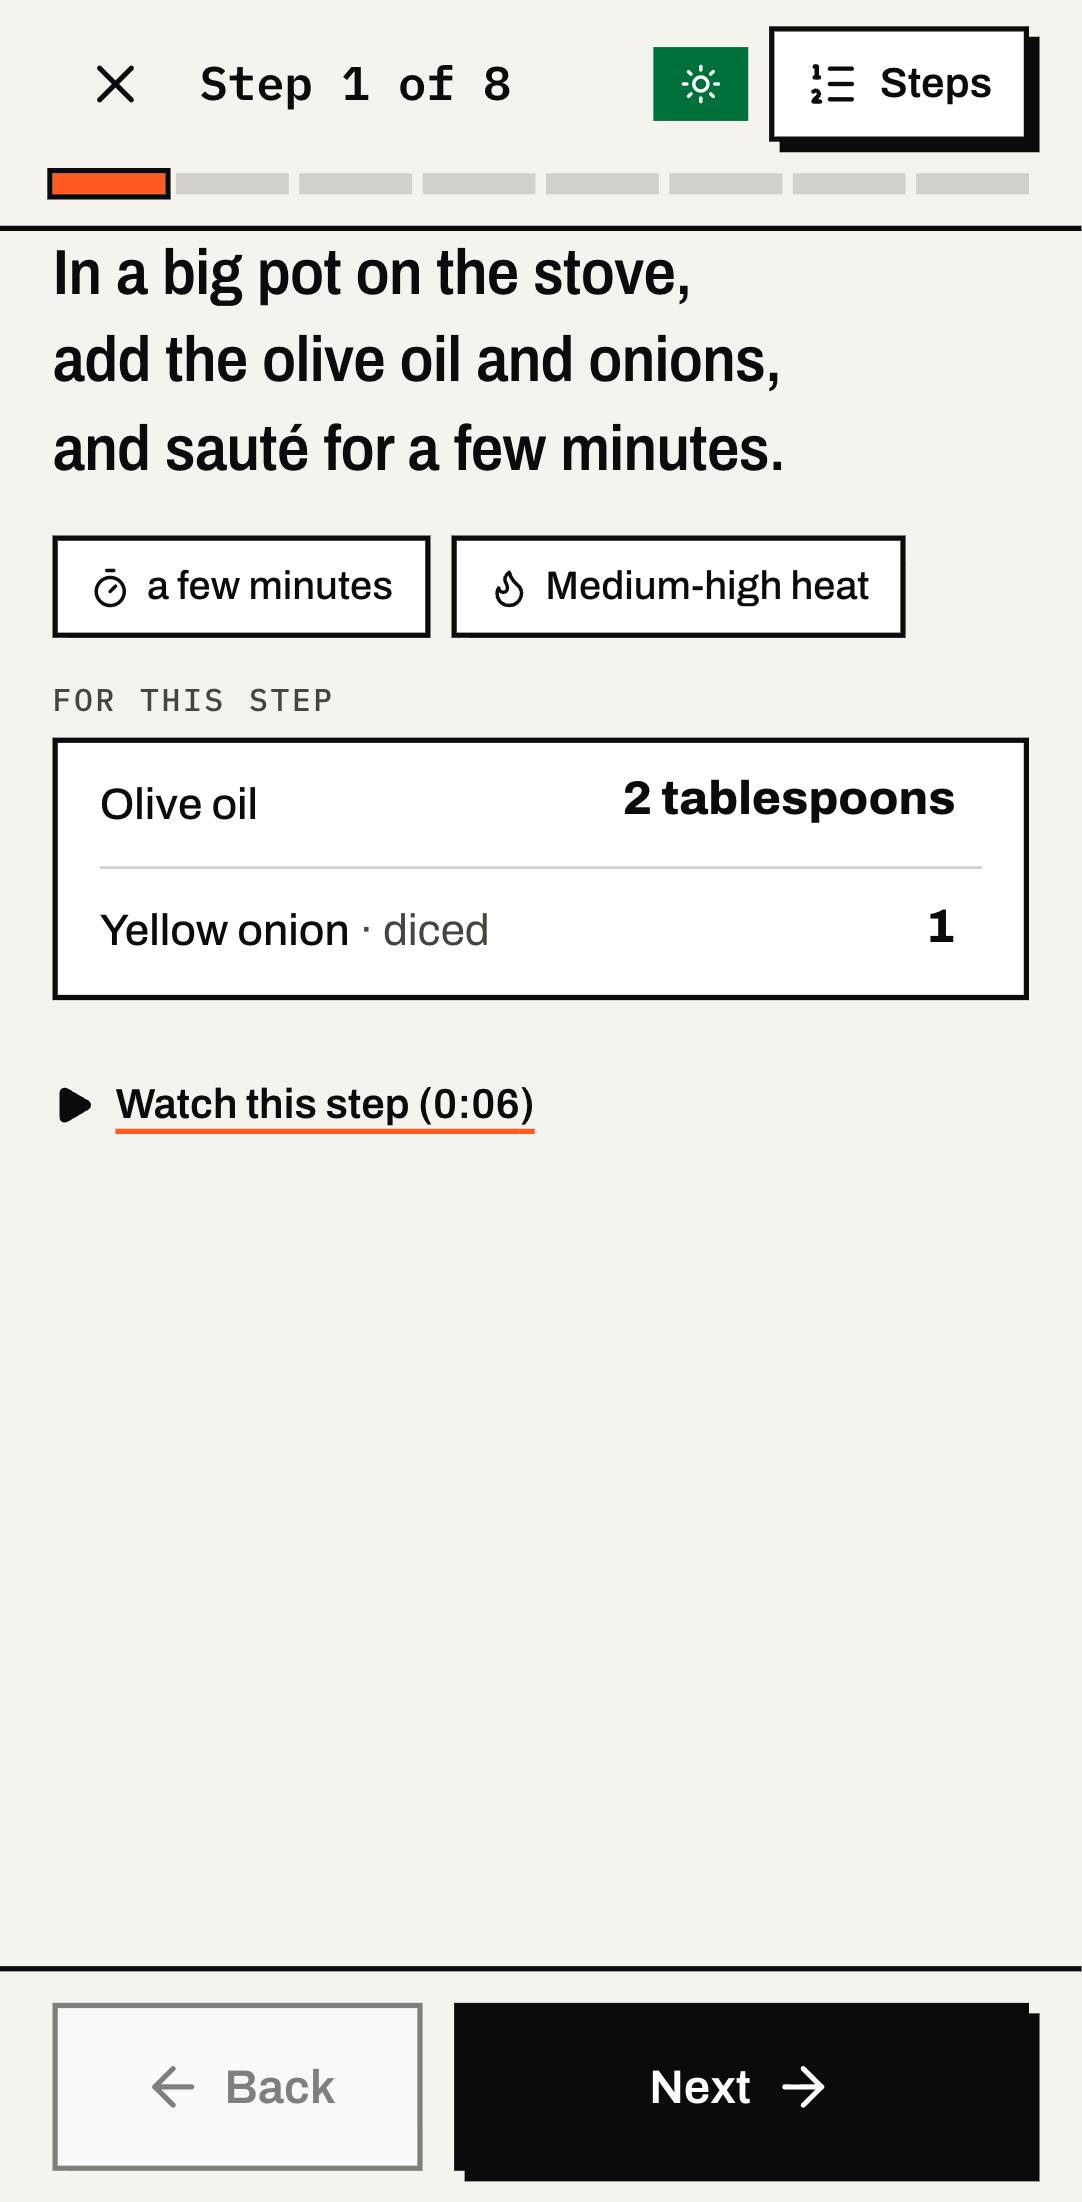 Step 1 of 8
Steps
In a big pot on the stove,
add the olive oil and onions,
and sauté for a few minutes.
a few minutes
Medium-high heat
FOR THIS STEP
Olive oil 2 tablespoons
Yellow onion · diced 1
Watch this step (0:06)
Back
Next